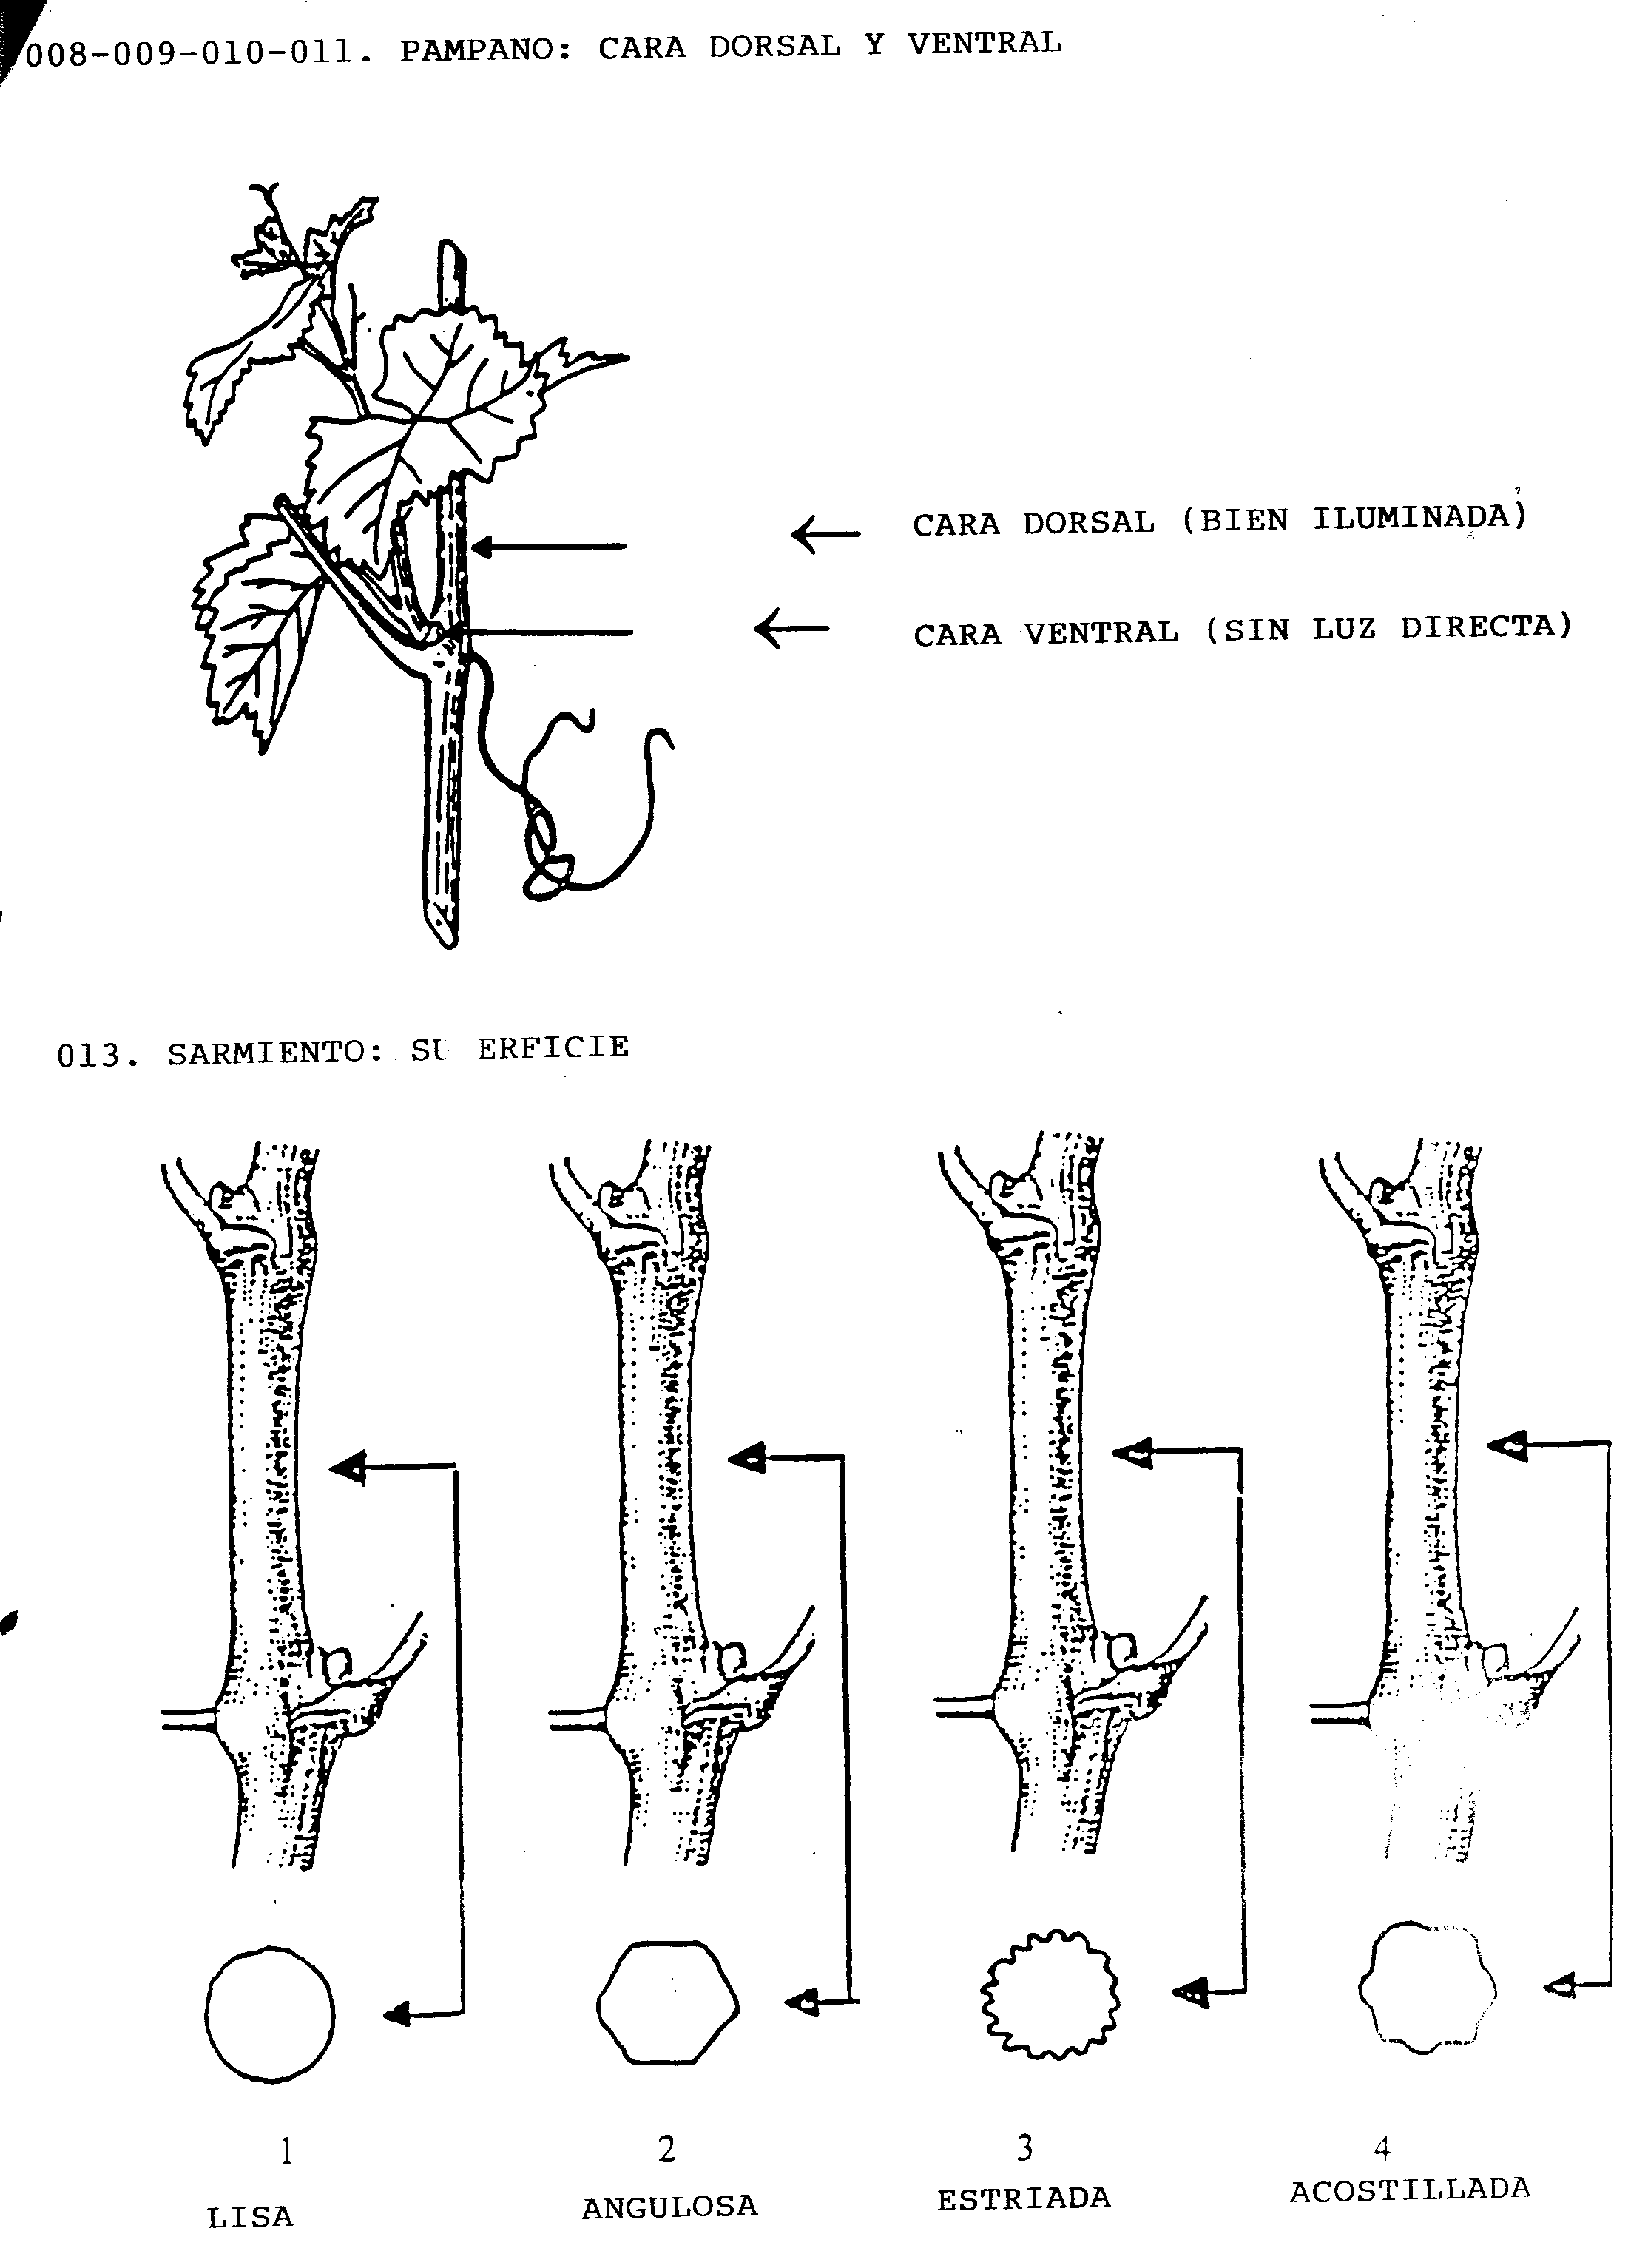 008-009-010-011. PAMPANO: CARA DORSAL Y VENTRAL
CARA DORSAL (BIEN ILUMINADA)
CARA VENTRAL (SIN LUZ DIRECTA)
013. SARMIENTO: SU ERFICIE
1 2 3 4
LISA ANGULOSA ESTRIADA ACOSTILLADA